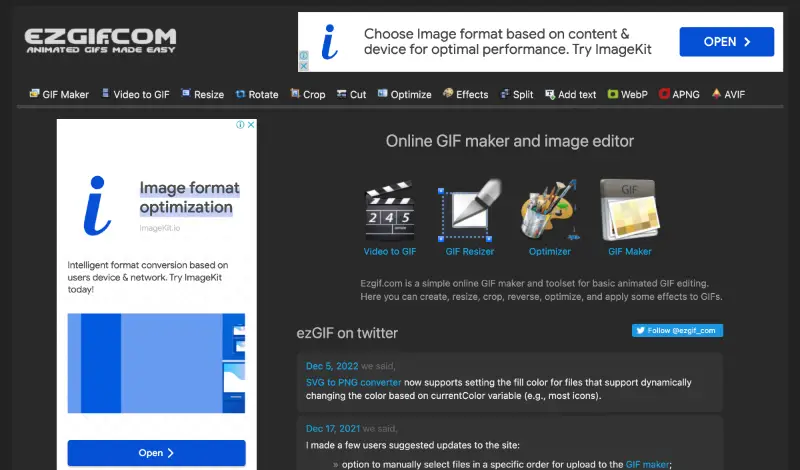 EZGIF.COM
ANIMATED GIFS MADE EASY
i
Choose Image format based on content &
device for optimal performance. Try ImageKit
OPEN
GIF Maker Video to GIF Resize Rotate Crop Cut Optimize Effects Split Add text WebP APNG AVIF
i
Image format
optimization
ImageKit.io
Intelligent format conversion based on
users device & network. Try ImageKit
today!
Open
Online GIF maker and image editor
2 4 5
GIF
Video to GIF GIF Resizer Optimizer GIF Maker
Ezgif.com is a simple online GIF maker and toolset for basic animated GIF editing.
Here you can create, resize, crop, reverse, optimize, and apply some effects to GIFs.
ezGIF on twitter
Follow @ezgif_com
Dec 5, 2022 we said,
SVG to PNG converter now supports setting the fill color for files that support dynamically
changing the color based on currentColor variable (e.g., most icons).
Dec 17, 2021 we said,
I made a few users suggested updates to the site:
» option to manually select files in a specific order for upload to the GIF maker;